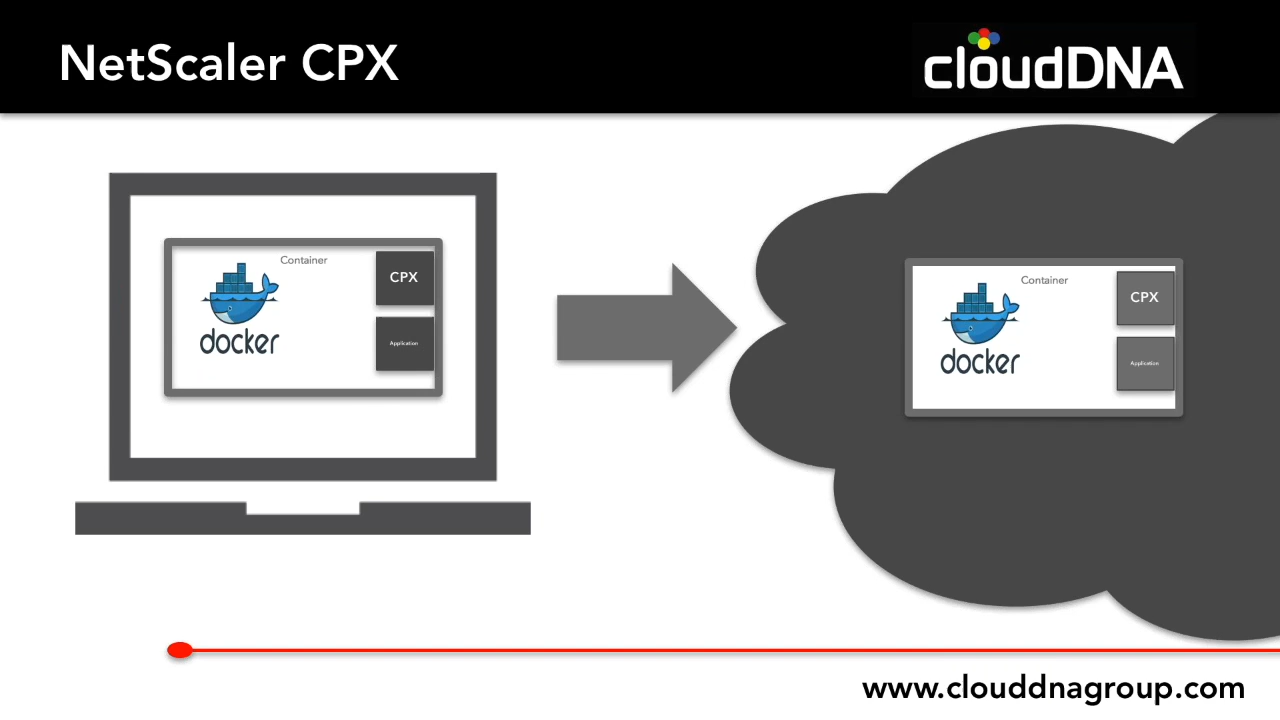 NetScaler CPX
cloudDNA
Container
CPX
docker
Application
Container
CPX
docker
Application
www.clouddnagroup.com